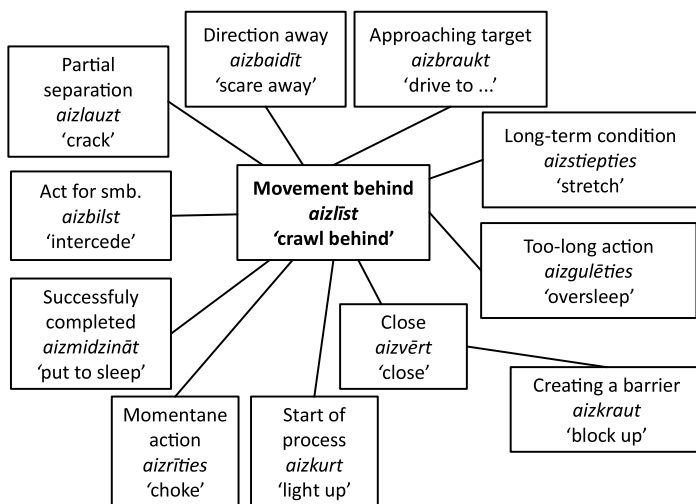 Direction away
aizbaidīt
‘scare away’
Approaching target
aizbraukt
‘drive to ...’
Partial
separation
aizlauzt
‘crack’
Long-term condition
aizstiepties
‘stretch’
Movement behind
aizlīst
‘crawl behind’
Act for smb.
aizbilst
‘intercede’
Too-long action
aizgulēties
‘oversleep’
Successfuly
completed
aizmidzināt
‘put to sleep’
Close
aizvērt
‘close’
Creating a barrier
aizkraut
‘block up’
Momentane
action
aizrīties
‘choke’
Start of
process
aizkurt
‘light up’